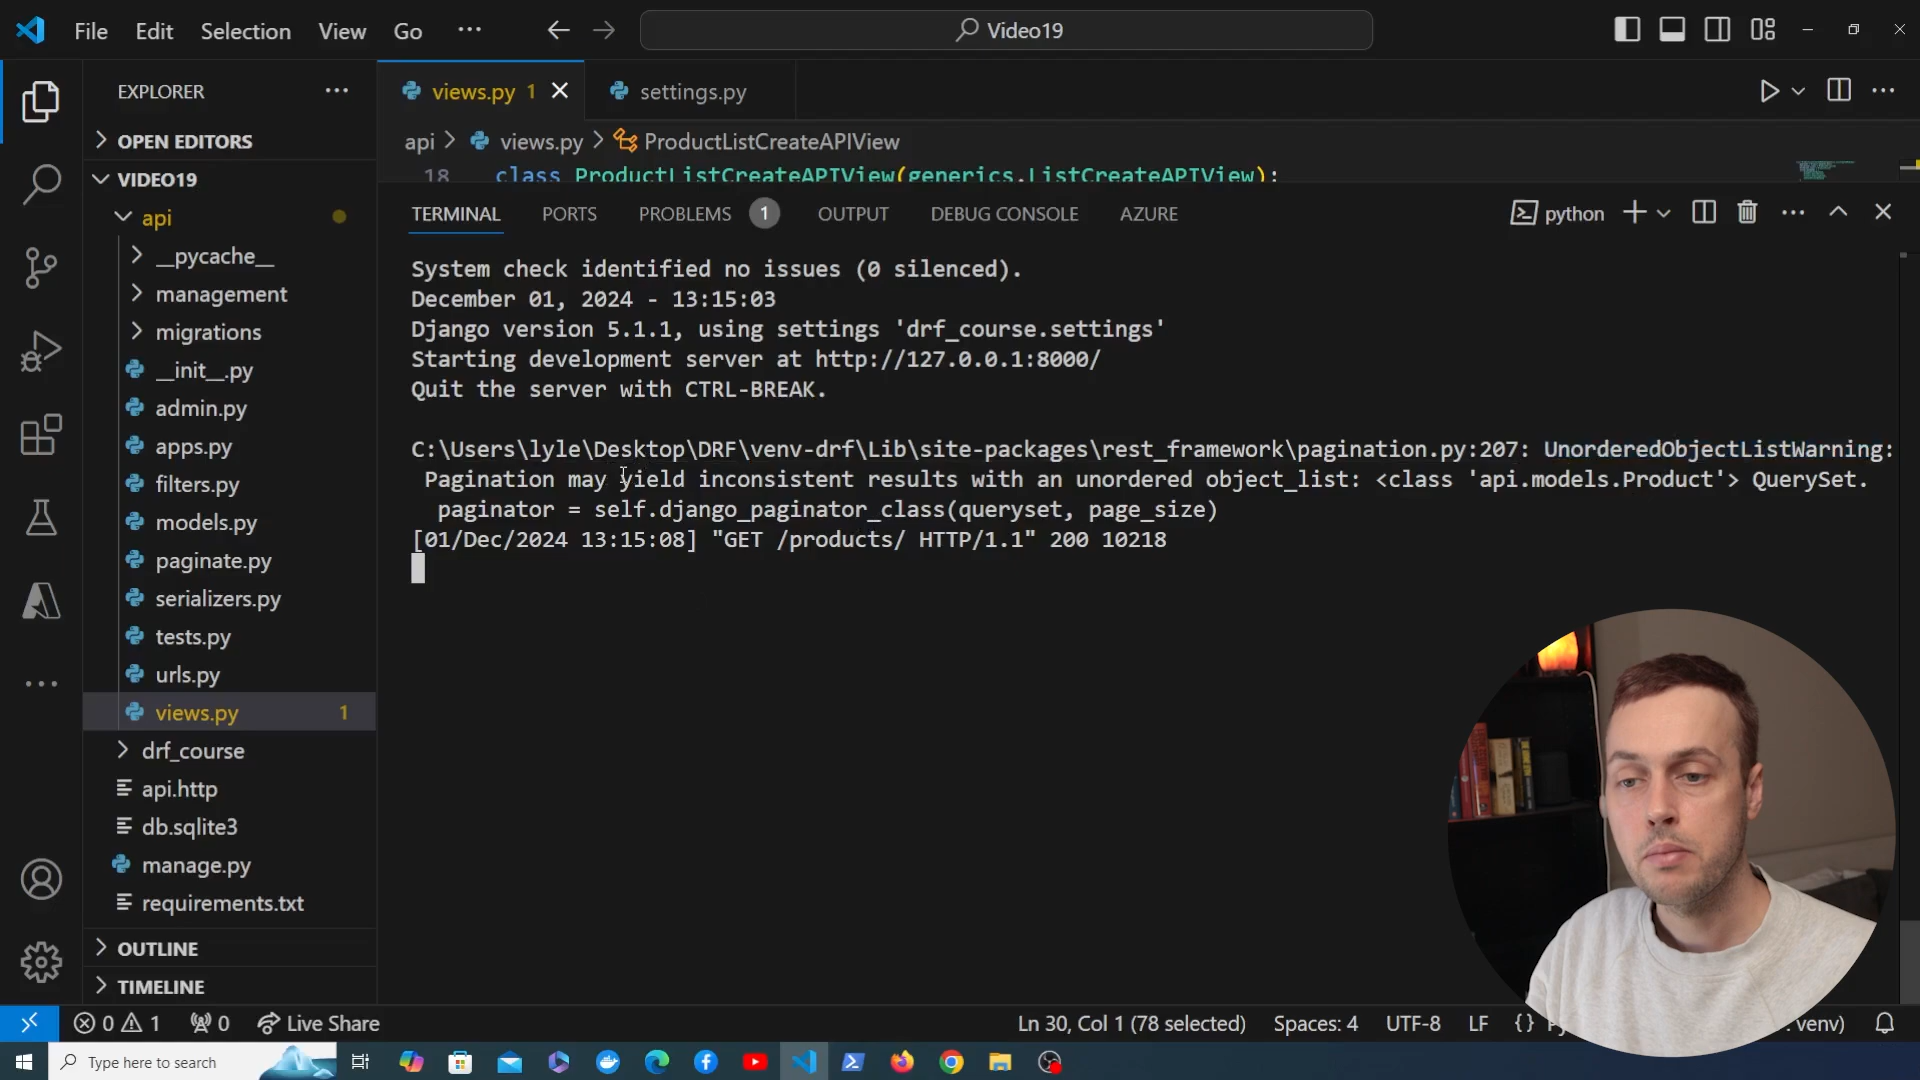 File Edit Selection View Go ··· Video19
EXPLORER ···
views.py 1
settings.py
OPEN EDITORS
api > views.py > ProductListCreateAPIView
VIDEO19
18 class ProductListCreateAPIView(generics.ListCreateAPIView):
api
TERMINAL PORTS PROBLEMS 1 OUTPUT DEBUG CONSOLE AZURE python
__pycache__
management
migrations
__init__.py
admin.py
apps.py
filters.py
models.py
paginate.py
serializers.py
tests.py
urls.py
views.py 1
drf_course
api.http
db.sqlite3
manage.py
requirements.txt
OUTLINE
TIMELINE
System check identified no issues (0 silenced).
December 01, 2024 - 13:15:03
Django version 5.1.1, using settings 'drf_course.settings'
Starting development server at http://127.0.0.1:8000/
Quit the server with CTRL-BREAK.
C:\Users\lyle\Desktop\DRF\venv-drf\Lib\site-packages\rest_framework\pagination.py:207: UnorderedObjectListWarning:
Pagination may yield inconsistent results with an unordered object_list: <class 'api.models.Product'> QuerySet.
paginator = self.django_paginator_class(queryset, page_size)
[01/Dec/2024 13:15:08] "GET /products/ HTTP/1.1" 200 10218
0 1 0 Live Share Ln 30, Col 1 (78 selected) Spaces: 4 UTF-8 LF {} venv)
Type here to search